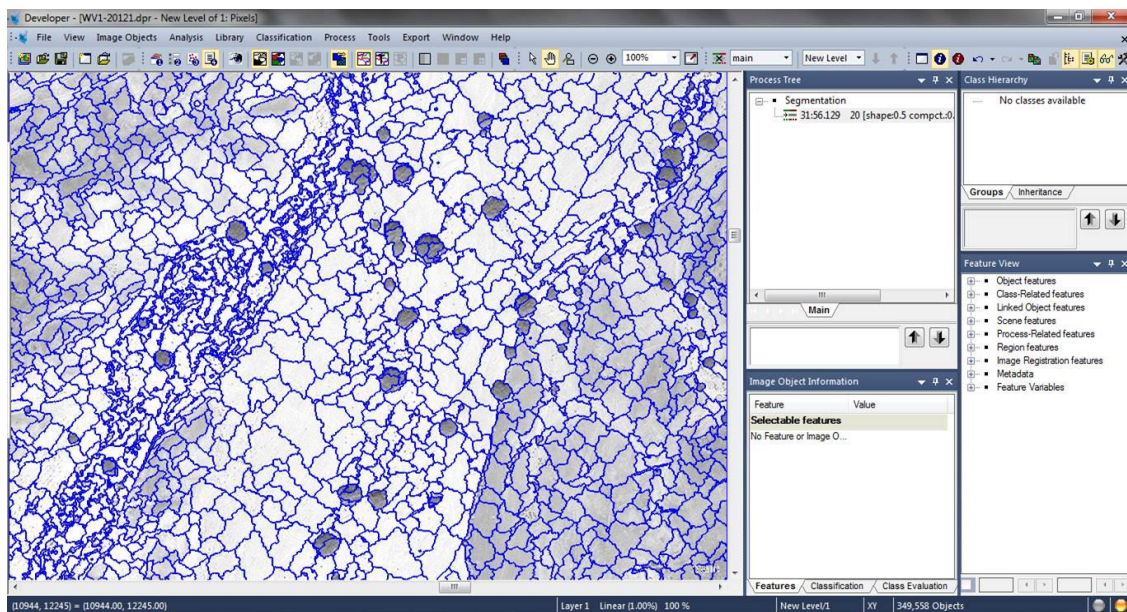 Developer - [WV1-20121.dpr - New Level of 1: Pixels]
File View Image Objects Analysis Library Classification Process Tools Export Window Help
100% main New Level
Process Tree
Segmentation
31:56.129 20 [shape:0.5 compct.:0.
Main
Class Hierarchy
No classes available
Groups Inheritance
Feature View
Object features
Class-Related features
Linked Object features
Scene features
Process-Related features
Region features
Image Registration features
Metadata
Feature Variables
Image Object Information
Feature Value
Selectable features
No Feature or Image O...
Features Classification Class Evaluation
(10944, 12245) = (10944.00, 12245.00) Layer 1 Linear (1.00%) 100 % New Level/1 XY 349,558 Objects